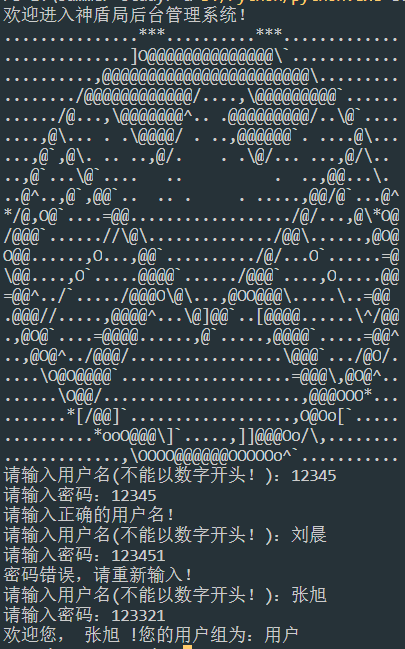 欢迎进入神盾局后台管理系统！
请输入用户名(不能以数字开头！)：12345
请输入密码：12345
请输入正确的用户名！
请输入用户名(不能以数字开头！)：刘晨
请输入密码：123451
密码错误，请重新输入！
请输入用户名(不能以数字开头！)：张旭
请输入密码：123321
欢迎您， 张旭 !您的用户组为：用户